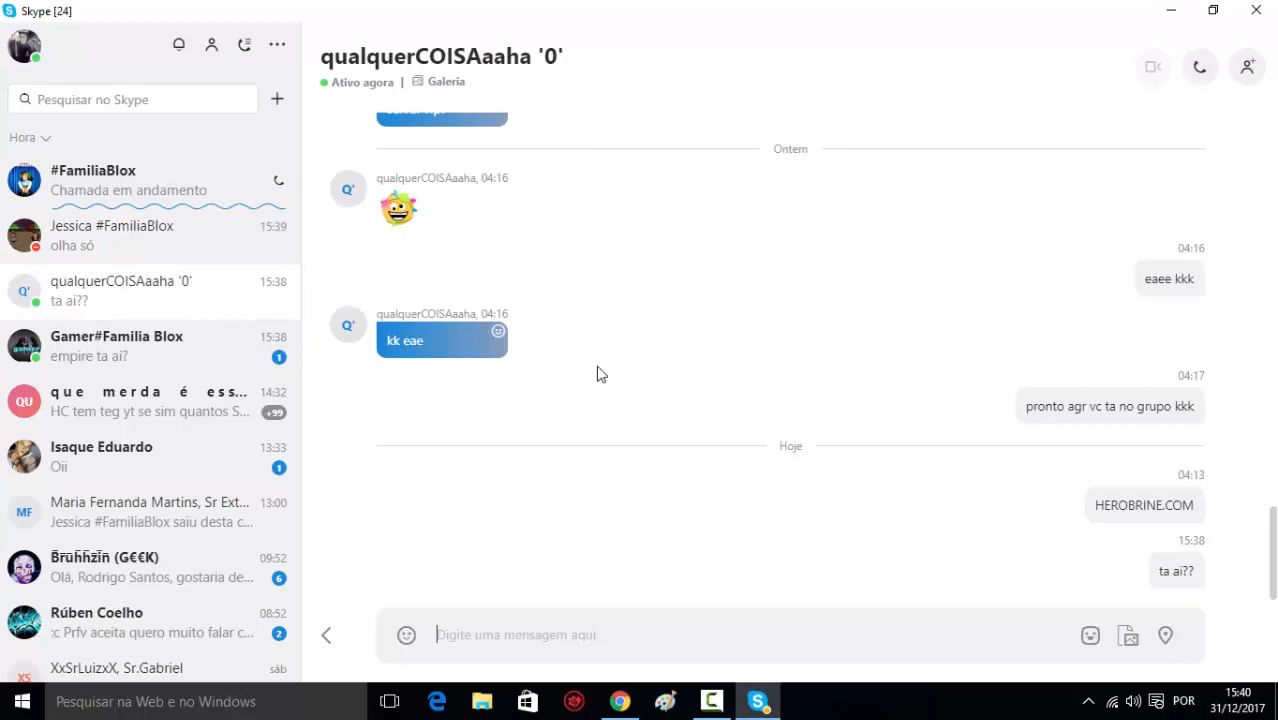 Skype [24]
Pesquisar no Skype
Hora
#FamiliaBlox
Chamada em andamento
Jessica #FamiliaBlox 15:39
olha só
qualquerCOISAaaha '0' 15:38
Q'
ta ai??
Gamer#Familia Blox 15:38
empire ta ai? 1
q u e m e r d a é e s s... 14:32
QU
HC tem teg yt se sim quantos S... +99
Isaque Eduardo 13:33
Oii 1
Maria Fernanda Martins, Sr Ext... 13:00
MF
Jessica #FamiliaBlox saiu desta c...
B̄r̄ūh̄h̄z̄īn̄ (G€€K) 09:52
Olá, Rodrigo Santos, gostaria de... 6
Rúben Coelho 08:52
:c Prfv aceita quero muito falar c... 2
XxSrLuizxX, Sr.Gabriel sáb
XS
qualquerCOISAaaha '0'
Ativo agora | Galeria
Ontem
qualquerCOISAaaha, 04:16
Q'
04:16
eaee kkk
qualquerCOISAaaha, 04:16
Q'
kk eae
04:17
pronto agr vc ta no grupo kkk
Hoje
04:13
HEROBRINE.COM
15:38
ta ai??
Digite uma mensagem aqui
Pesquisar na Web e no Windows
POR
15:40
31/12/2017